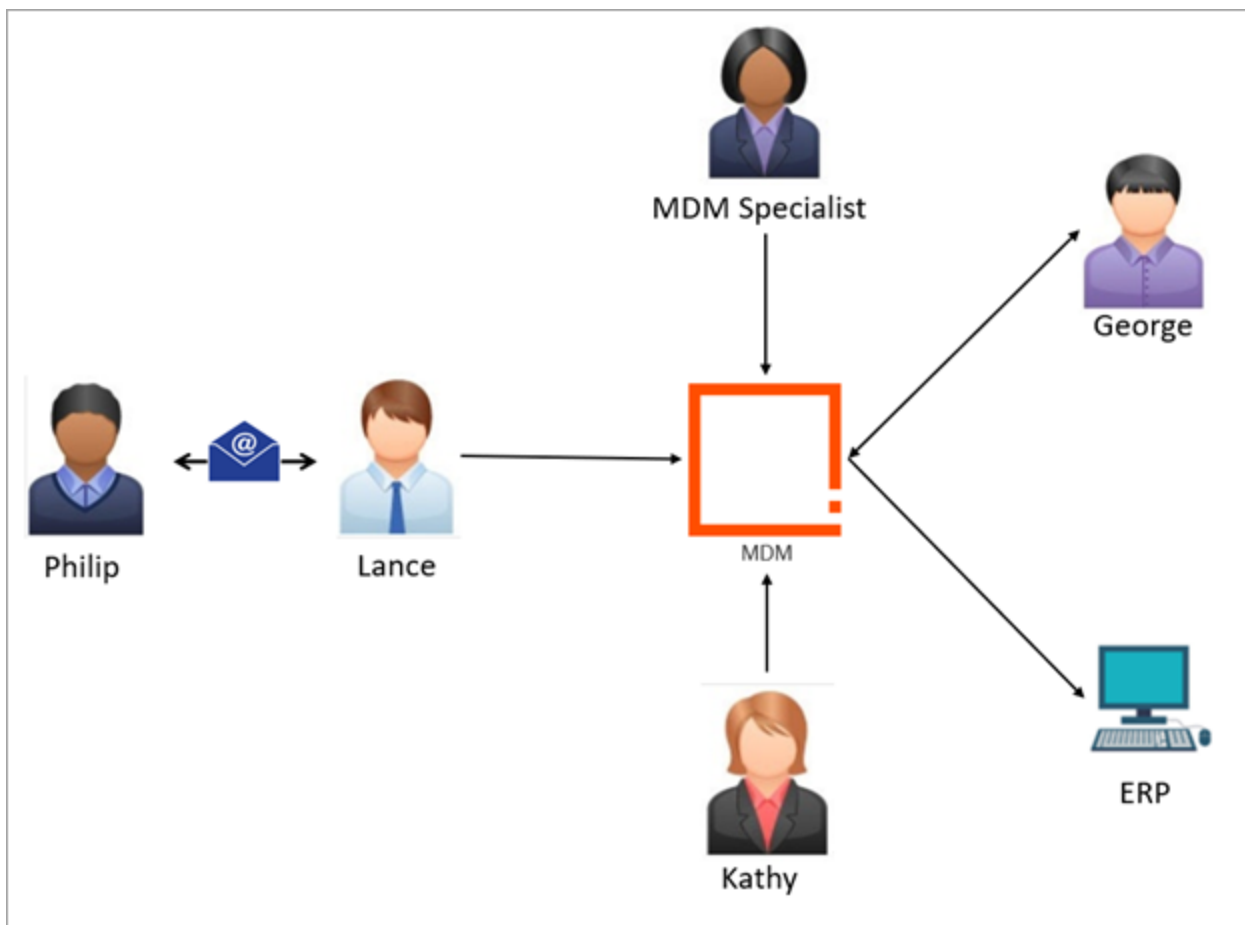 MDM Specialist
George
@
Philip
Lance
MDM
ERP
Kathy